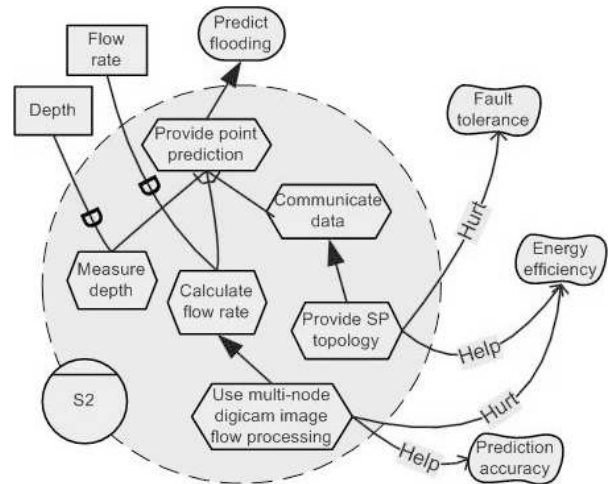 Predict
flooding
Flow
rate
Depth
Fault
tolerance
Provide point
prediction
Communicate
data
Hurt
Energy
efficiency
Measure
depth
Calculate
flow rate
Provide SP
topology
Help
Hurt
S2
Use multi-node
digicam image
flow processing
Help
Prediction
accuracy
D
D